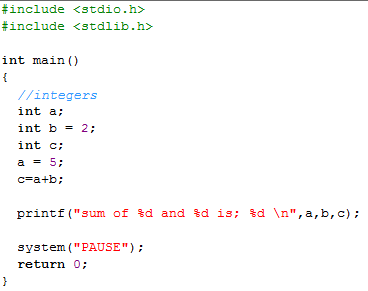 #include <stdio.h>
#include <stdlib.h>
int main()
{
//integers
int a;
int b = 2;
int c;
a = 5;
c=a+b;
printf("sum of %d and %d is; %d \n",a,b,c);
system("PAUSE");
return 0;
}